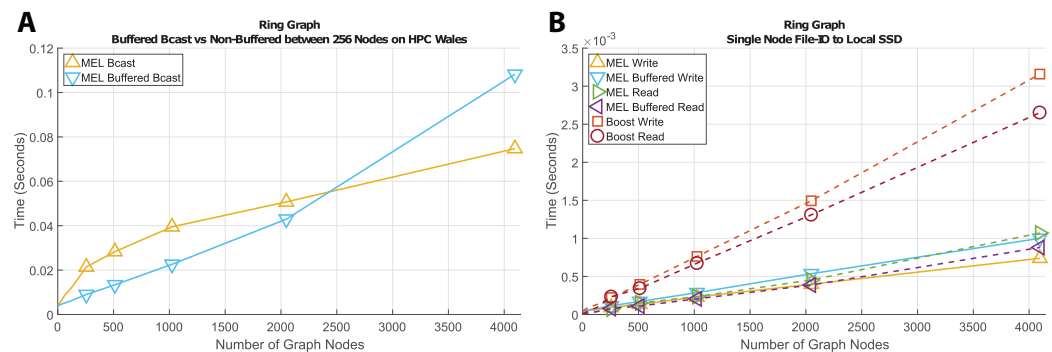 A
Ring Graph
Buffered Bcast vs Non-Buffered between 256 Nodes on HPC Wales
0.12
0.1
0.08
0.06
0.04
0.02
0
Time (Seconds)
MEL Bcast
MEL Buffered Bcast
0 500 1000 1500 2000 2500 3000 3500 4000
Number of Graph Nodes
B
Ring Graph
Single Node File-IO to Local SSD
×10⁻³
3.5
3
2.5
2
1.5
1
0.5
0
Time (Seconds)
MEL Write
MEL Buffered Write
MEL Read
MEL Buffered Read
Boost Write
Boost Read
0 500 1000 1500 2000 2500 3000 3500 4000
Number of Graph Nodes